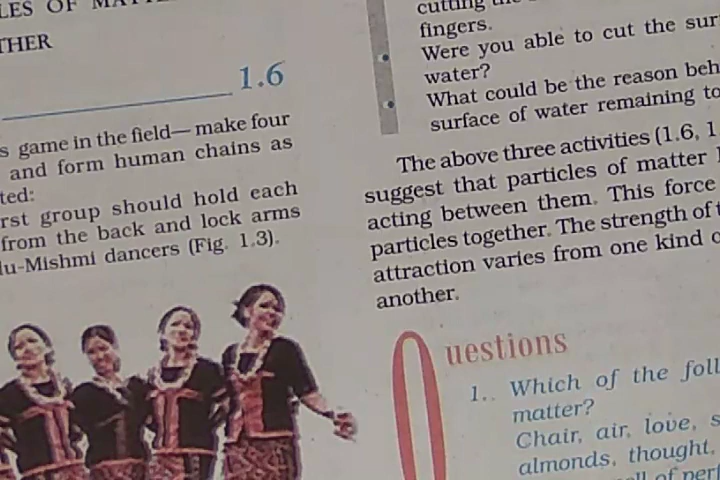 LES OF
THER
1.6
s game in the field— make four
and form human chains as
ted:
rst group should hold each
from the back and lock arms
lu-Mishmi dancers (Fig. 1.3).
cutting
fingers.
Were you able to cut the sur
water?
What could be the reason beh
surface of water remaining to
The above three activities (1.6, 1
suggest that particles of matter
acting between them. This force
particles together. The strength of t
attraction varies from one kind o
another.
Questions
1. Which of the foll
matter?
Chair, air, love, s
almonds, thought,
of perf